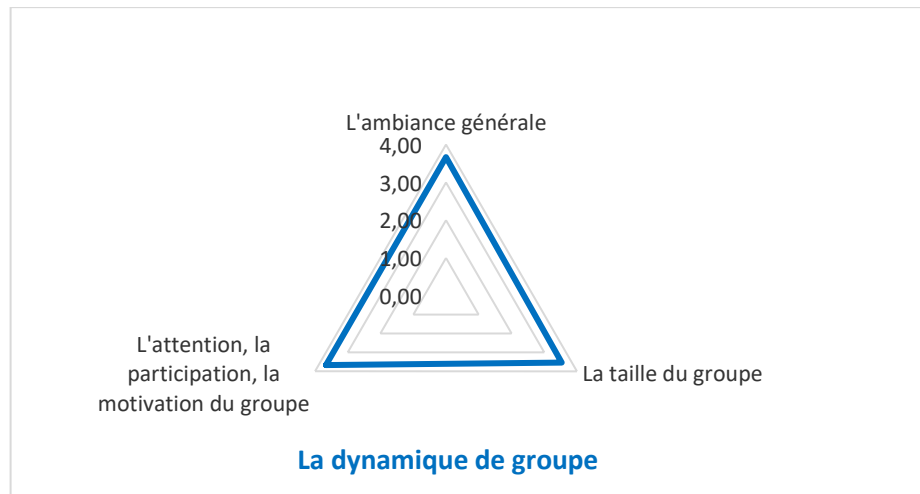 L'ambiance générale
4,00
3,00
2,00
1,00
0,00
L'attention, la
participation, la
motivation du groupe
La taille du groupe
La dynamique de groupe